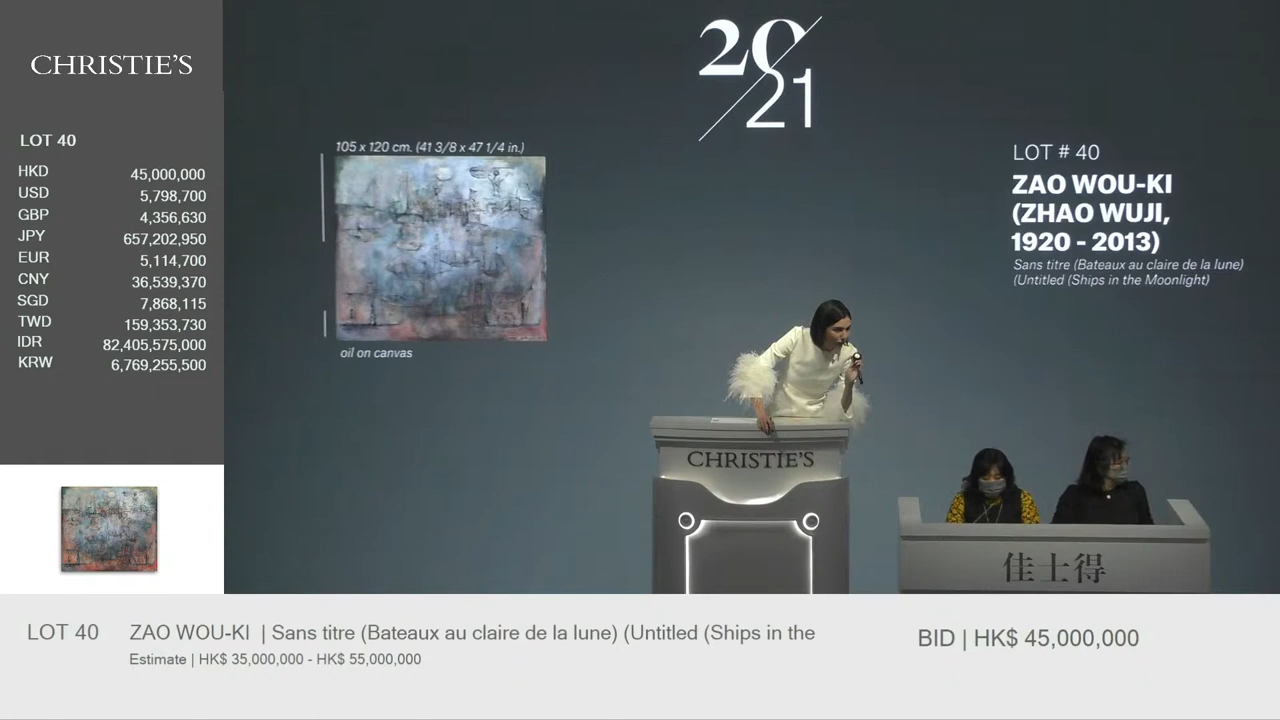 CHRISTIE'S
LOT 40
HKD 45,000,000
USD 5,798,700
GBP 4,356,630
JPY 657,202,950
EUR 5,114,700
CNY 36,539,370
SGD 7,868,115
TWD 159,353,730
IDR 82,405,575,000
KRW 6,769,255,500
20/21
105 x 120 cm. (41 3/8 x 47 1/4 in.)
oil on canvas
LOT # 40
ZAO WOU-KI
(ZHAO WUJI,
1920 - 2013)
Sans titre (Bateaux au claire de la lune)
(Untitled (Ships in the Moonlight)
CHRISTIE'S
佳士得
LOT 40
ZAO WOU-KI | Sans titre (Bateaux au claire de la lune) (Untitled (Ships in the
Estimate | HK$ 35,000,000 - HK$ 55,000,000
BID | HK$ 45,000,000